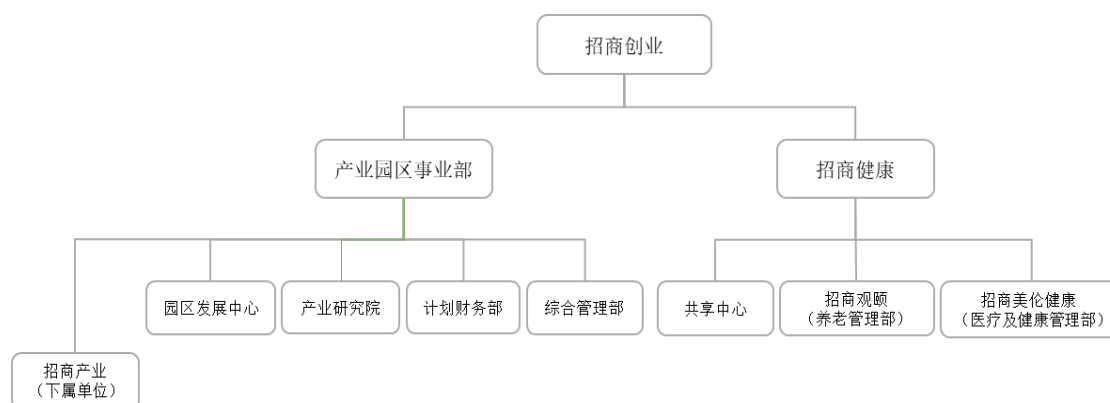 招商创业
产业园区事业部
招商健康
园区发展中心
产业研究院
计划财务部
综合管理部
共享中心
招商观颐
（养老管理部）
招商美伦健康
（医疗及健康管理部）
招商产业
（下属单位）